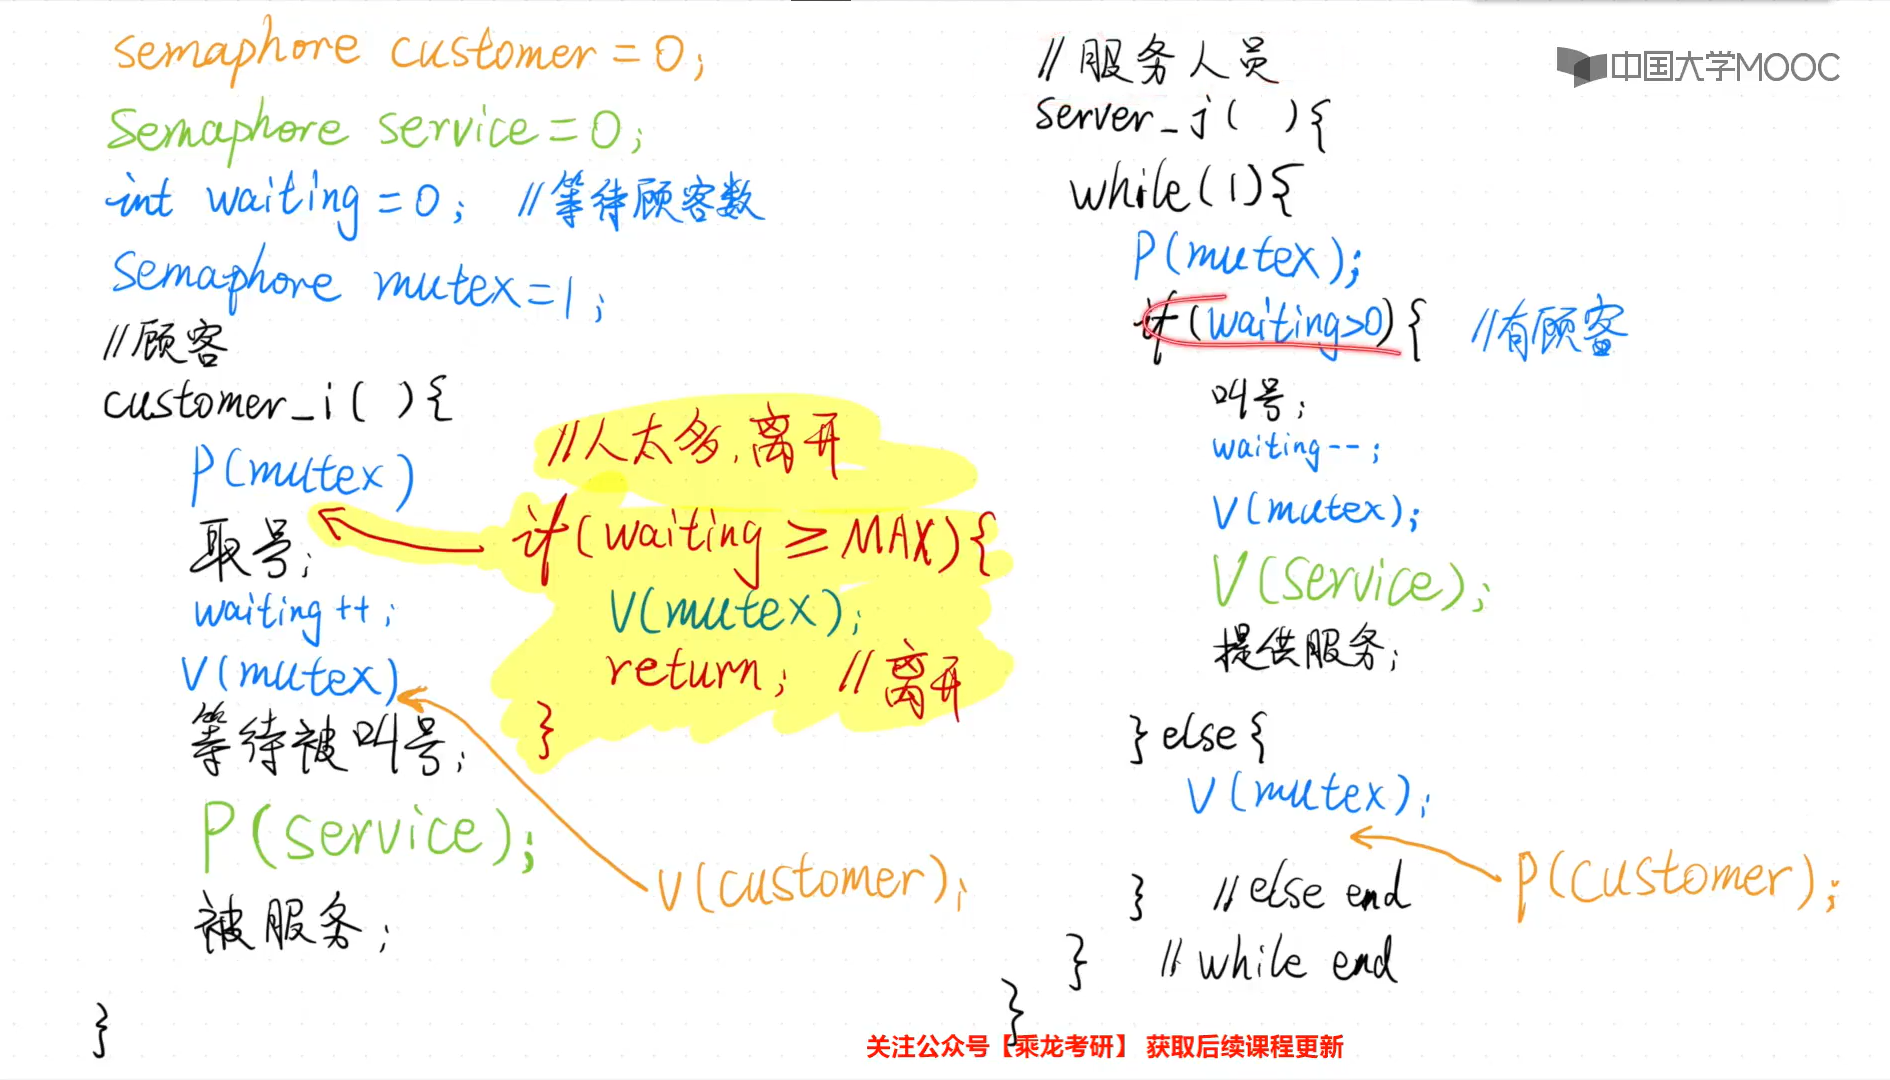 semaphore customer = 0;
Semaphore service = 0;
int waiting = 0; //等待顾客数
Semaphore mutex = 1;
//顾客
customer_i( ){
P(mutex)
取号;
waiting++;
V(mutex)
等待被叫号;
P(service);
被服务;
}
//人太多,离开
if(waiting ≥ MAX){
V(mutex);
return; //离开
}
V(customer);
//服务人员
server_j( ){
while(1){
P(mutex);
if(waiting>0){ //有顾客
叫号;
waiting--;
V(mutex);
V(service);
提供服务;
}else{
V(mutex);
P(customer);
} //else end
} //while end
}
中国大学MOOC
关注公众号【乘龙考研】 获取后续课程更新